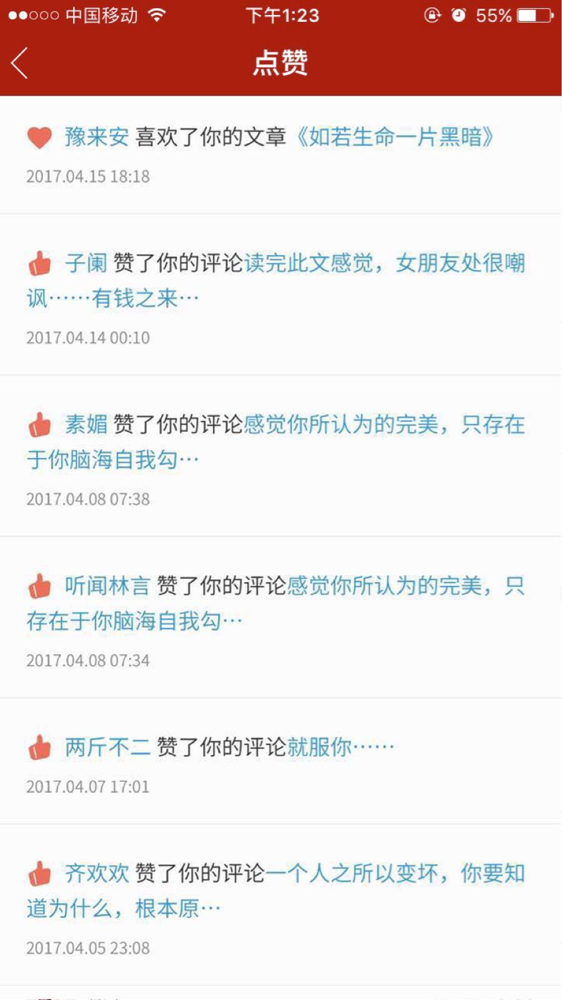 中国移动 下午1:23 55%
点赞
豫来安 喜欢了你的文章《如若生命一片黑暗》
2017.04.15 18:18
子阑 赞了你的评论读完此文感觉，女朋友处很嘲
讽⋯⋯有钱之来⋯
2017.04.14 00:10
素媚 赞了你的评论感觉你所认为的完美，只存在
于你脑海自我勾⋯
2017.04.08 07:38
听闻林言 赞了你的评论感觉你所认为的完美，只
存在于你脑海自我勾⋯
2017.04.08 07:34
两斤不二 赞了你的评论就服你⋯⋯
2017.04.07 17:01
齐欢欢 赞了你的评论一个人之所以变坏，你要知
道为什么，根本原⋯
2017.04.05 23:08